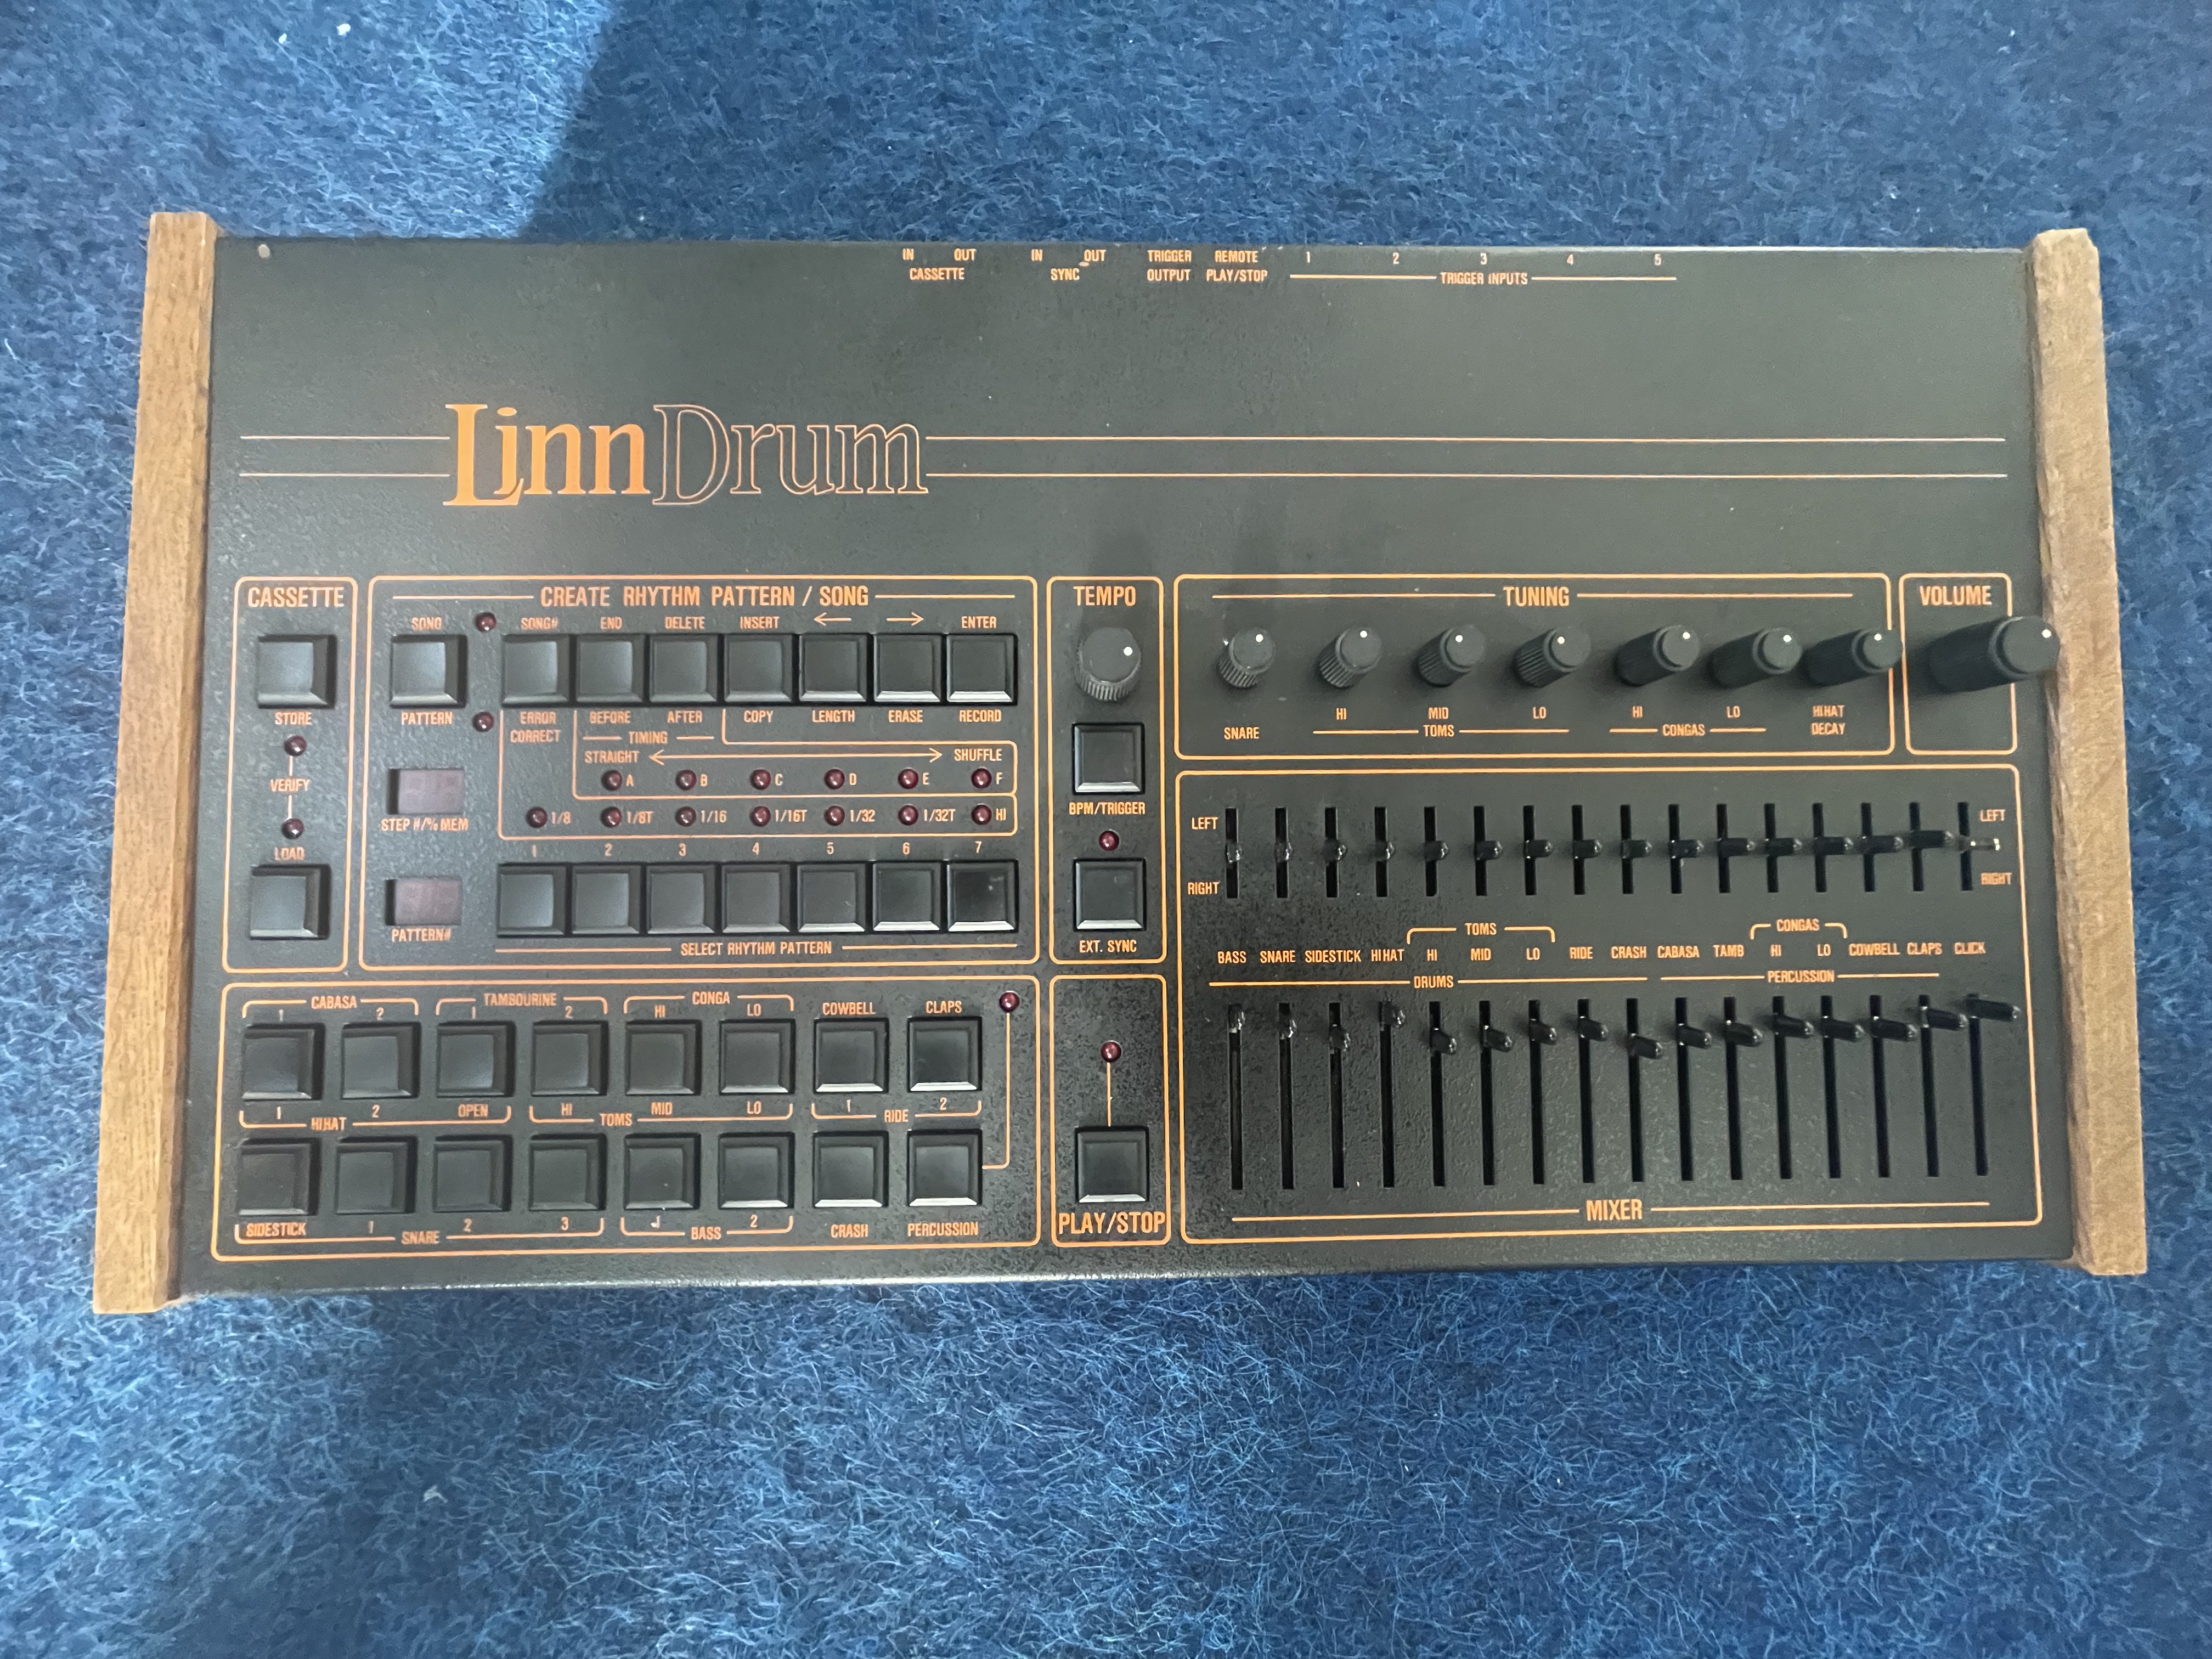 IN OUT IN OUT TRIGGER REMOTE 1 2 3 4 5
CASSETTE SYNC OUTPUT PLAY/STOP TRIGGER INPUTS
LinnDrum
CASSETTE
STORE
VERIFY
LOAD
CREATE RHYTHM PATTERN / SONG
SONG SONG# END DELETE INSERT ← → ENTER
PATTERN ERROR BEFORE AFTER COPY LENGTH ERASE RECORD
CORRECT TIMING
STRAIGHT ← → SHUFFLE
A B C D E F
STEP #/% MEM 1/8 1/8T 1/16 1/16T 1/32 1/32T HI
1 2 3 4 5 6 7
PATTERN#
SELECT RHYTHM PATTERN
TEMPO
BPM/TRIGGER
EXT. SYNC
TUNING
HI MID LO HI LO HIHAT
SNARE TOMS CONGAS DECAY
VOLUME
LEFT LEFT
RIGHT RIGHT
TOMS CONGAS
BASS SNARE SIDESTICK HIHAT HI MID LO RIDE CRASH CABASA TAMB HI LO COWBELL CLAPS CLICK
DRUMS PERCUSSION
MIXER
CABASA TAMBOURINE CONGA
1 2 1 2 HI LO COWBELL CLAPS
1 2 OPEN HI MID LO 1 2
HIHAT TOMS RIDE
SIDESTICK 1 2 3 1 2 CRASH PERCUSSION
SNARE BASS
PLAY/STOP